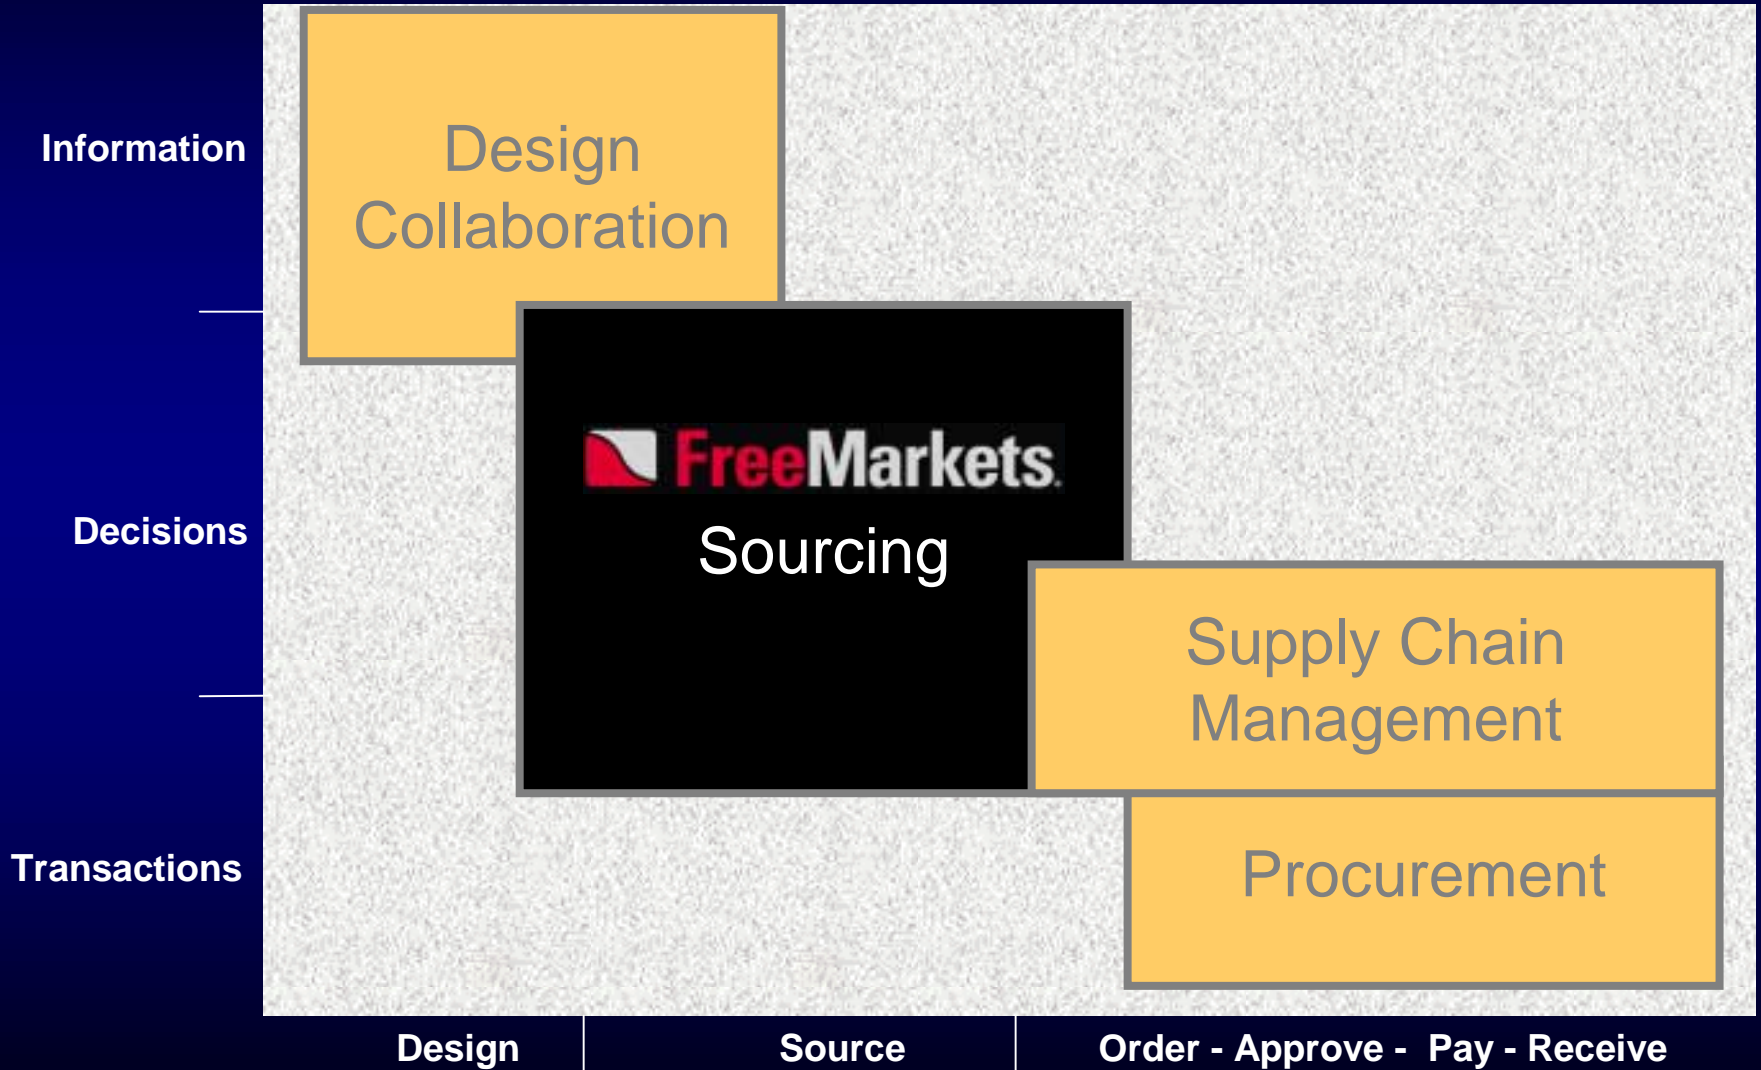 Information
Design
Collaboration
FreeMarkets.
Decisions
Sourcing
Supply Chain
Management
Transactions
Procurement
Design
Source
Order - Approve - Pay - Receive